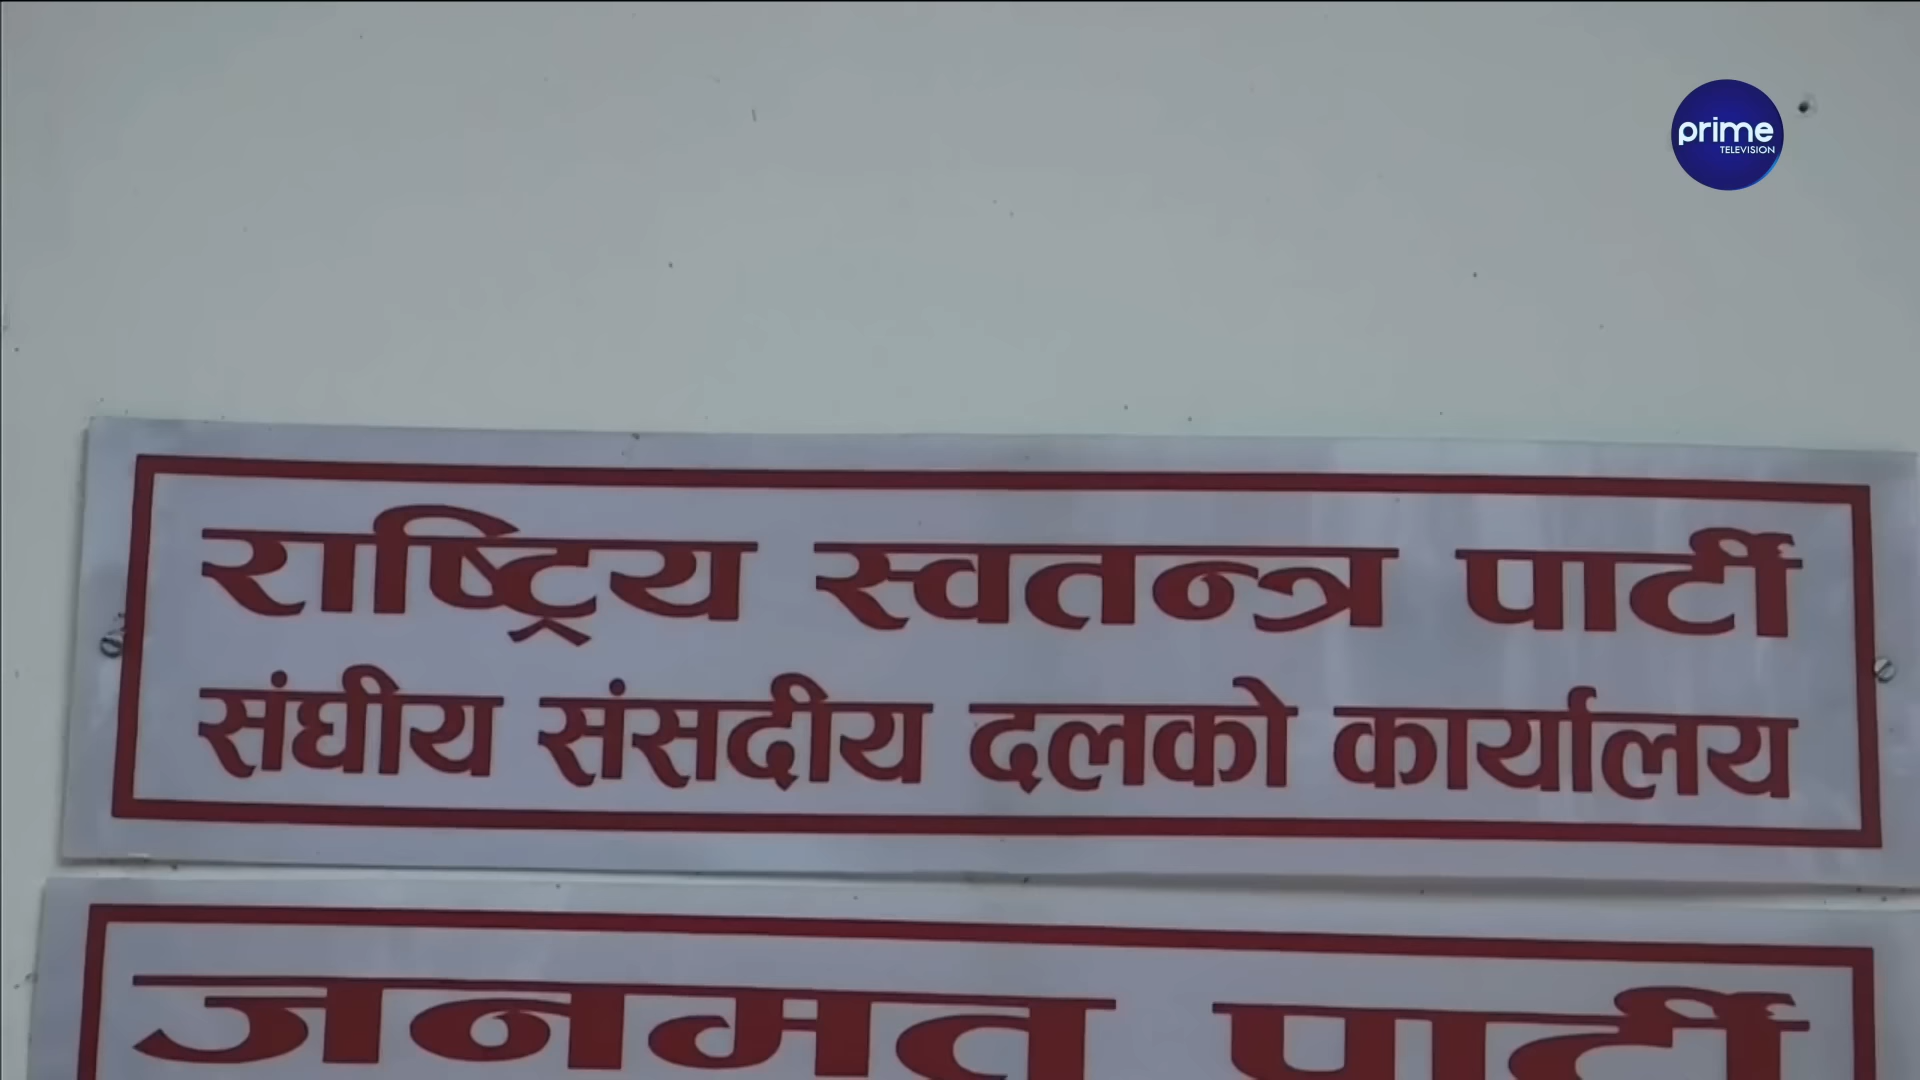 prime
TELEVISION
राष्ट्रिय स्वतन्त्र पार्टी
संघीय संसदीय दलको कार्यालय
जनमत पार्टी